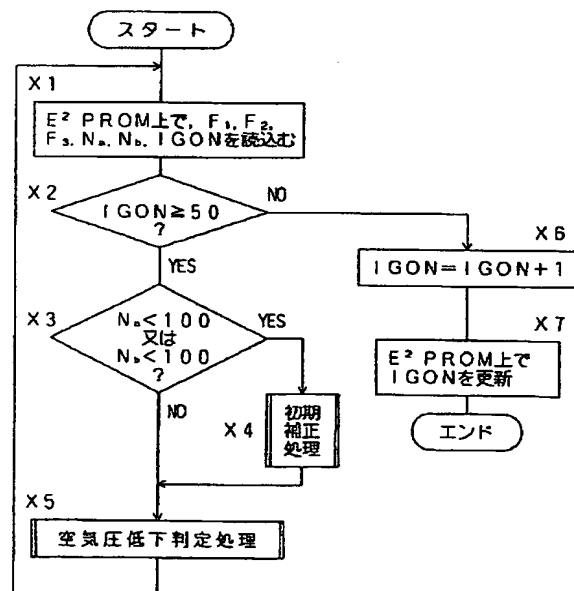 スタート
X1
E² PROM上で, F₁, F₂,
F₃, Nₐ, N_b, IGONを読込む
X2
IGON≧50
?
NO
YES
X6
IGON=IGON+1
X3
Nₐ<100
又は
N_b<100
?
YES
NO
X7
E² PROM上で
IGONを更新
エンド
X4
初期
補正
処理
X5
空気圧低下判定処理